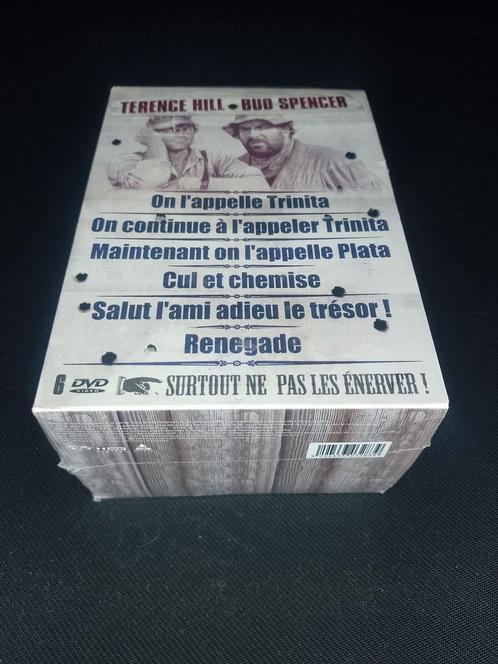 TERENCE HILL • BUD SPENCER
On l'appelle Trinita
On continue à l'appeler Trinita
Maintenant on l'appelle Plata
Cul et chemise
Salut l'ami adieu le trésor !
Renegade
6 DVD VIDEO SURTOUT NE PAS LES ÉNERVER !